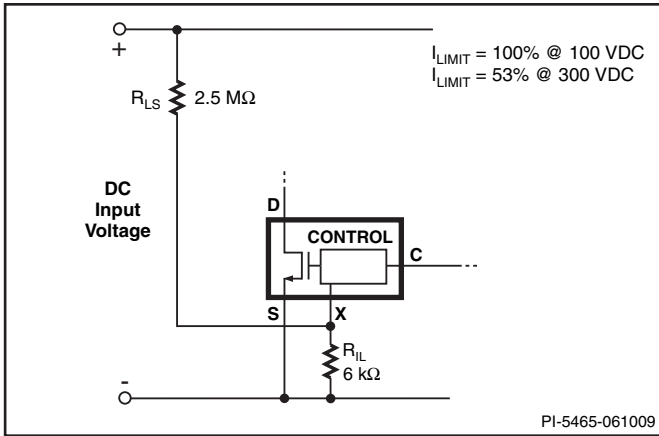 +
I_LIMIT = 100% @ 100 VDC
I_LIMIT = 53% @ 300 VDC
R_LS 2.5 MΩ
DC
Input
Voltage
D
CONTROL
C
S X
R_IL
6 kΩ
-
PI-5465-061009